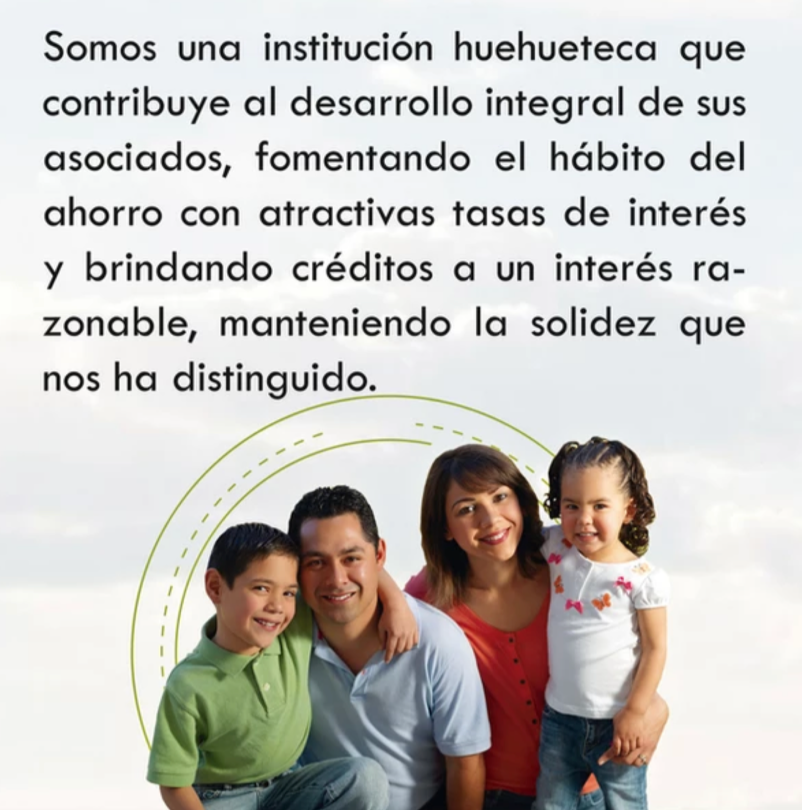 Somos una institución huehueteca que
contribuye al desarrollo integral de sus
asociados, fomentando el hábito del
ahorro con atractivas tasas de interés
y brindando créditos a un interés ra-
zonable, manteniendo la solidez que
nos ha distinguido.